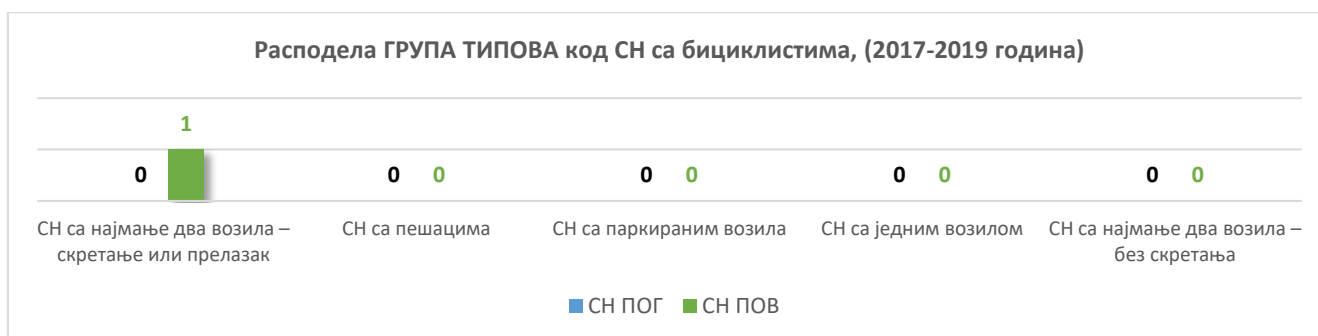 Расподела ГРУПА ТИПОВА код СН са бициклистима, (2017-2019 година)
1
0 0 0 0 0 0 0 0 0
СН са најмање два возила –
скретање или прелазак
СН са пешацима
СН са паркираним возила
СН са једним возилом
СН са најмање два возила –
без скретања
СН ПОГ СН ПОВ